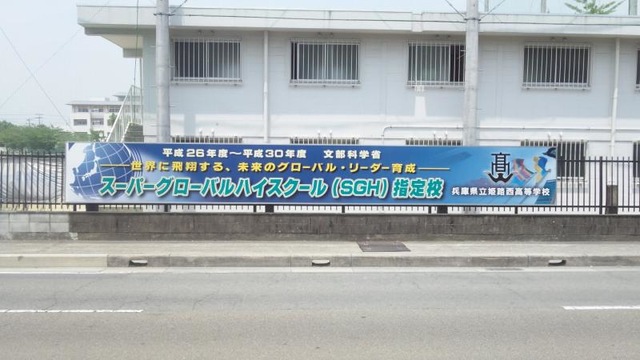 平成26年度～平成30年度　文部科学省
世界に飛翔する、未来のグローバル・リーダー育成
スーパーグローバルハイスクール(SGH)指定校
高
兵庫県立姫路西高等学校